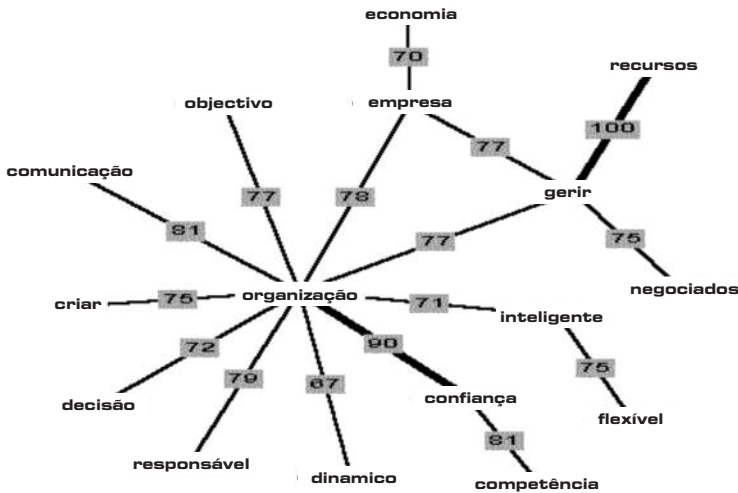 economia
70
recursos
objectivo
empresa
100
77
comunicação
77
78
gerir
81
77
75
criar
75
organização
71
negociados
inteligente
72
90
79
67
75
decisão
confiança
flexível
81
responsável
dinamico
competência